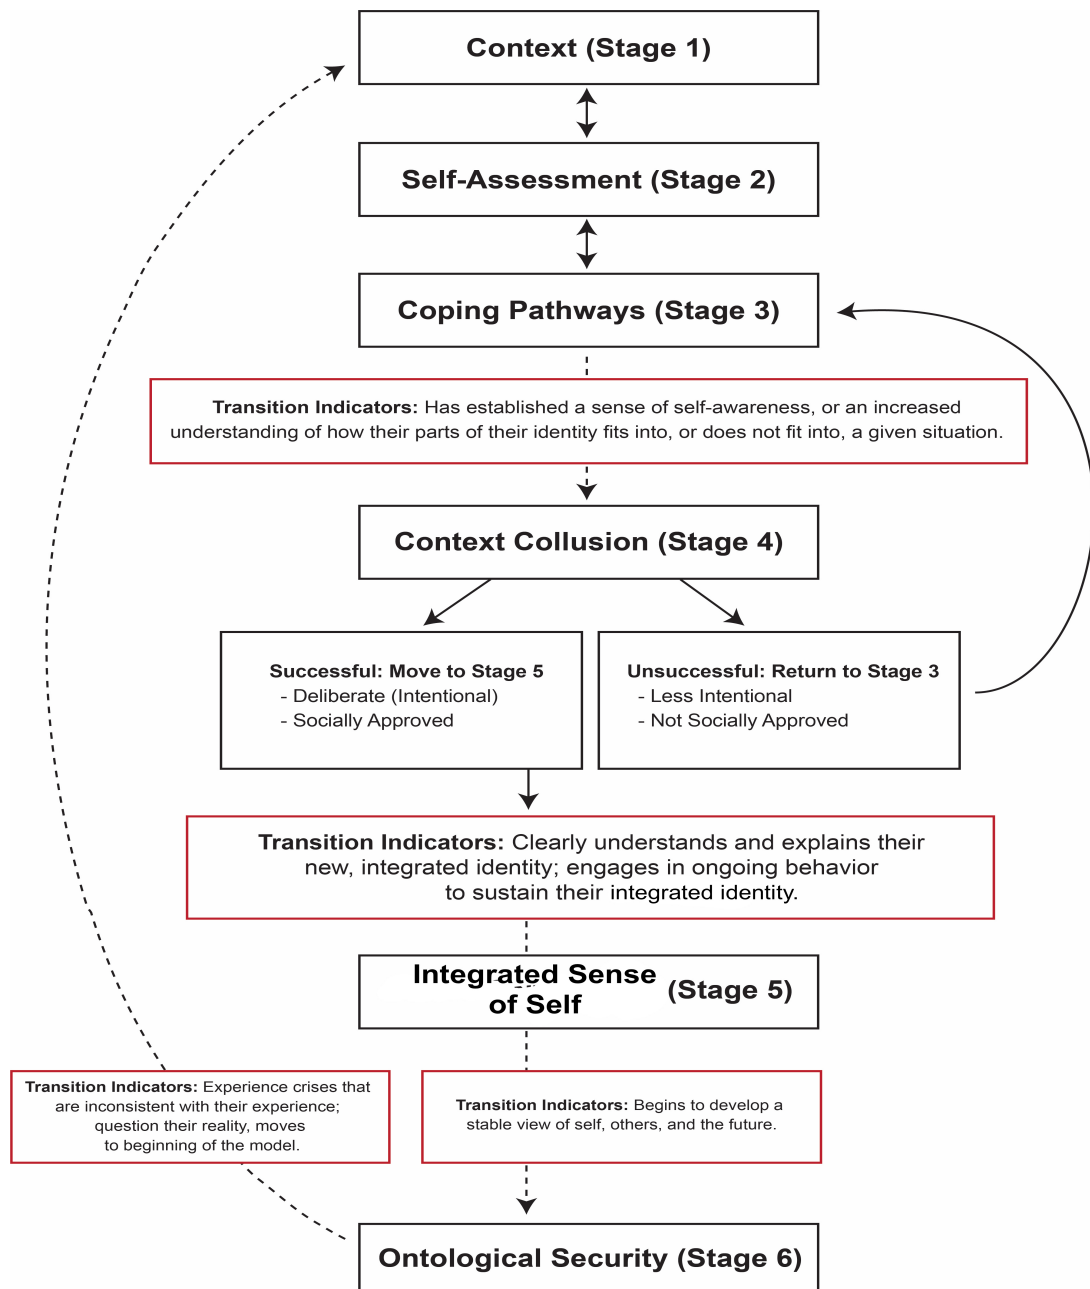 Context (Stage 1)
Self-Assessment (Stage 2)
Coping Pathways (Stage 3)
Transition Indicators: Has established a sense of self-awareness, or an increased
understanding of how their parts of their identity fits into, or does not fit into, a given situation.
Context Collusion (Stage 4)
Successful: Move to Stage 5
- Deliberate (Intentional)
- Socially Approved
Unsuccessful: Return to Stage 3
- Less Intentional
- Not Socially Approved
Transition Indicators: Clearly understands and explains their
new, integrated identity; engages in ongoing behavior
to sustain their integrated identity.
Integrated Sense
of Self
(Stage 5)
Transition Indicators: Experience crises that
are inconsistent with their experience;
question their reality, moves
to beginning of the model.
Transition Indicators: Begins to develop a
stable view of self, others, and the future.
Ontological Security (Stage 6)